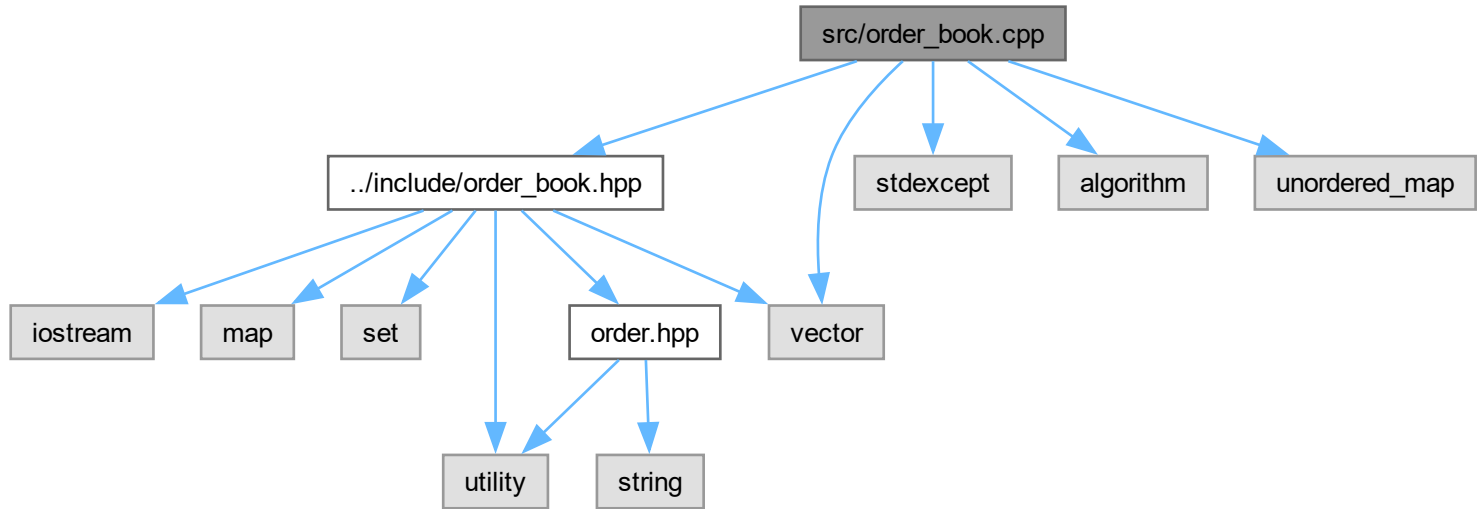 src/order_book.cpp
../include/order_book.hpp
stdexcept
algorithm
unordered_map
iostream
map
set
order.hpp
vector
utility
string